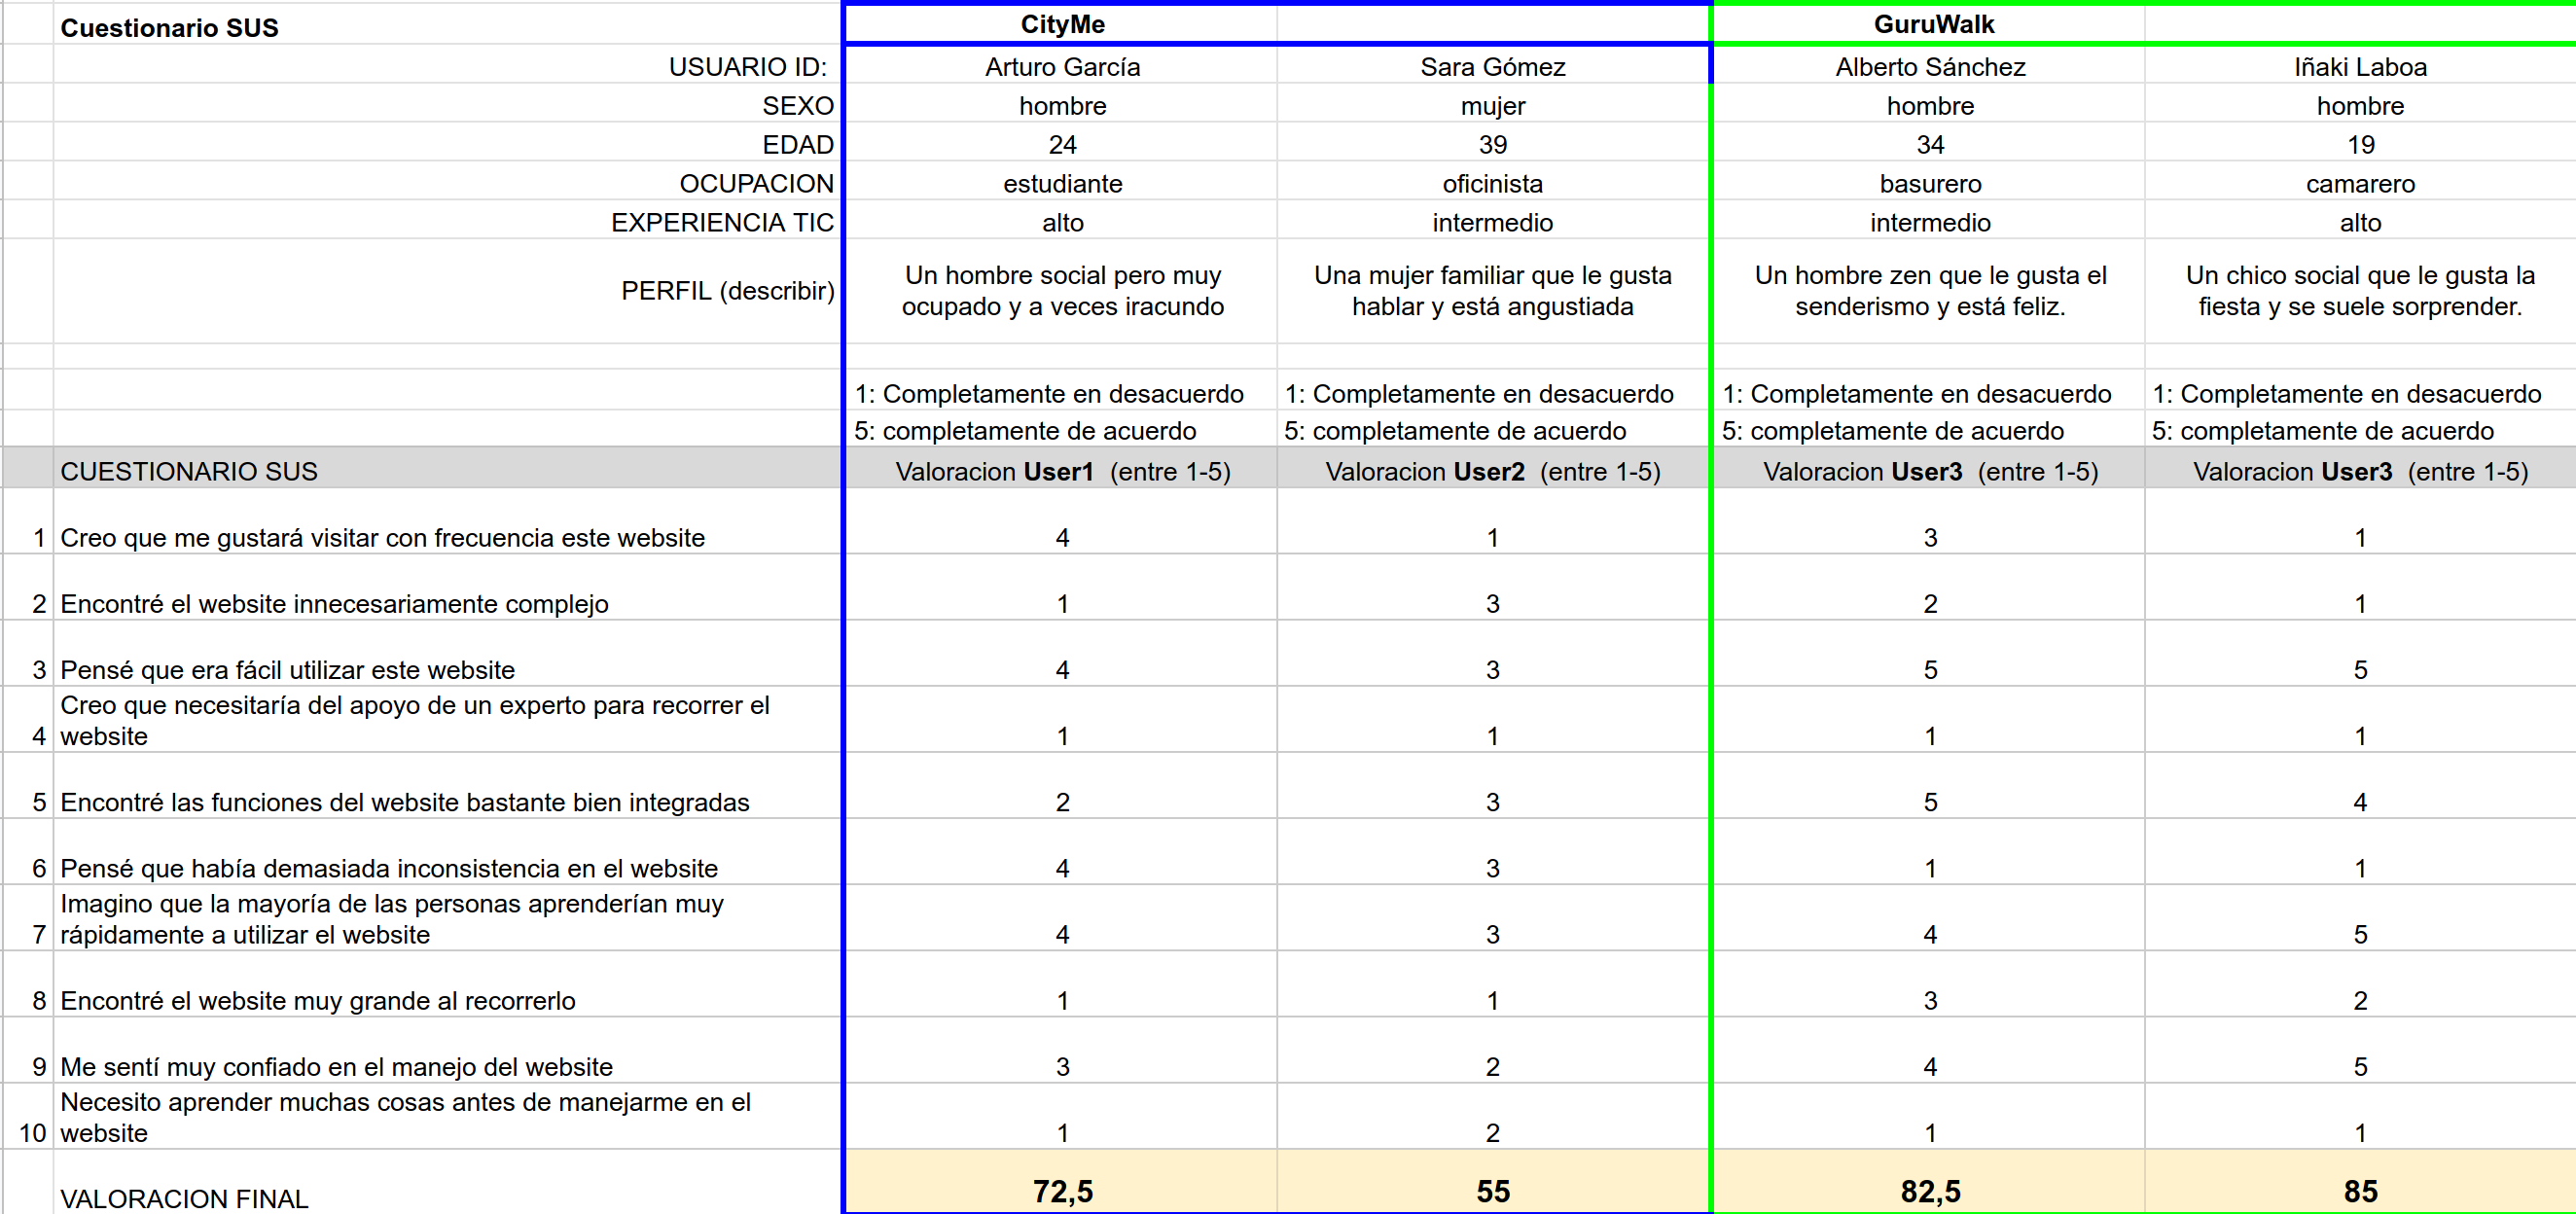 Cuestionario SUS CityMe GuruWalk
USUARIO ID: Arturo García Sara Gómez Alberto Sánchez Iñaki Laboa
SEXO hombre mujer hombre hombre
EDAD 24 39 34 19
OCUPACION estudiante oficinista basurero camarero
EXPERIENCIA TIC alto intermedio intermedio alto
PERFIL (describir)
Un hombre social pero muy
ocupado y a veces iracundo
Una mujer familiar que le gusta
hablar y está angustiada
Un hombre zen que le gusta el
senderismo y está feliz.
Un chico social que le gusta la
fiesta y se suele sorprender.
1: Completamente en desacuerdo 1: Completamente en desacuerdo 1: Completamente en desacuerdo 1: Completamente en desacuerdo
5: completamente de acuerdo 5: completamente de acuerdo 5: completamente de acuerdo 5: completamente de acuerdo
CUESTIONARIO SUS Valoracion User1 (entre 1-5) Valoracion User2 (entre 1-5) Valoracion User3 (entre 1-5) Valoracion User3 (entre 1-5)
1 Creo que me gustará visitar con frecuencia este website 4 1 3 1
2 Encontré el website innecesariamente complejo 1 3 2 1
3 Pensé que era fácil utilizar este website 4 3 5 5
Creo que necesitaría del apoyo de un experto para recorrer el
4 website 1 1 1 1
5 Encontré las funciones del website bastante bien integradas 2 3 5 4
6 Pensé que había demasiada inconsistencia en el website 4 3 1 1
Imagino que la mayoría de las personas aprenderían muy
7 rápidamente a utilizar el website 4 3 4 5
8 Encontré el website muy grande al recorrerlo 1 1 3 2
9 Me sentí muy confiado en el manejo del website 3 2 4 5
Necesito aprender muchas cosas antes de manejarme en el
10 website 1 2 1 1
VALORACION FINAL 72,5 55 82,5 85